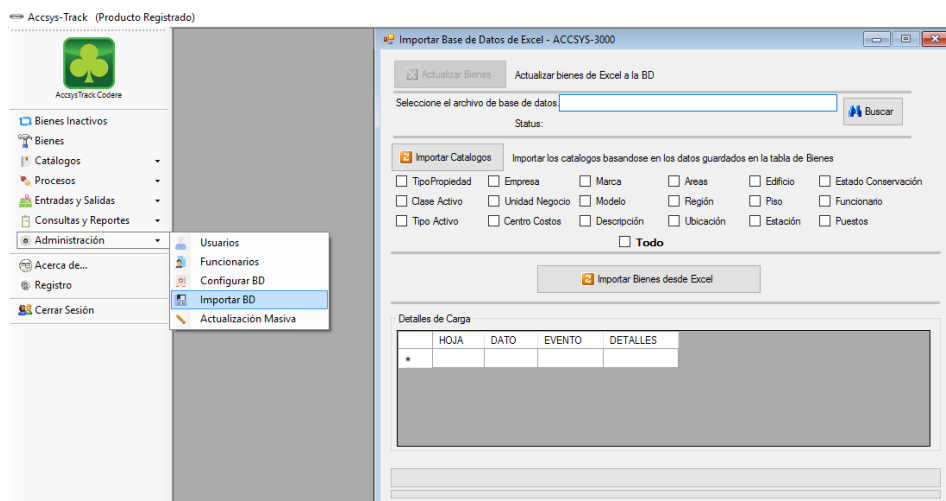 Accsys-Track (Producto Registrado)
AccsysTrack Codere
Bienes Inactivos
Bienes
Catálogos
Procesos
Entradas y Salidas
Consultas y Reportes
Administración
Acerca de...
Registro
Cerrar Sesión
Usuarios
Funcionarios
Configurar BD
Importar BD
Actualización Masiva
Importar Base de Datos de Excel - ACCSYS-3000
Actualizar Bienes Actualizar bienes de Excel a la BD
Seleccione el archivo de base de datos. Buscar
Status:
Importar Catalogos Importar los catalogos basandose en los datos guardados en la tabla de Bienes
TipoPropiedad Empresa Marca Areas Edificio Estado Conservación
Clase Activo Unidad Negocio Modelo Región Piso Funcionario
Tipo Activo Centro Costos Descripción Ubicación Estación Puestos
Todo
Importar Bienes desde Excel
Detalles de Carga
HOJA DATO EVENTO DETALLES